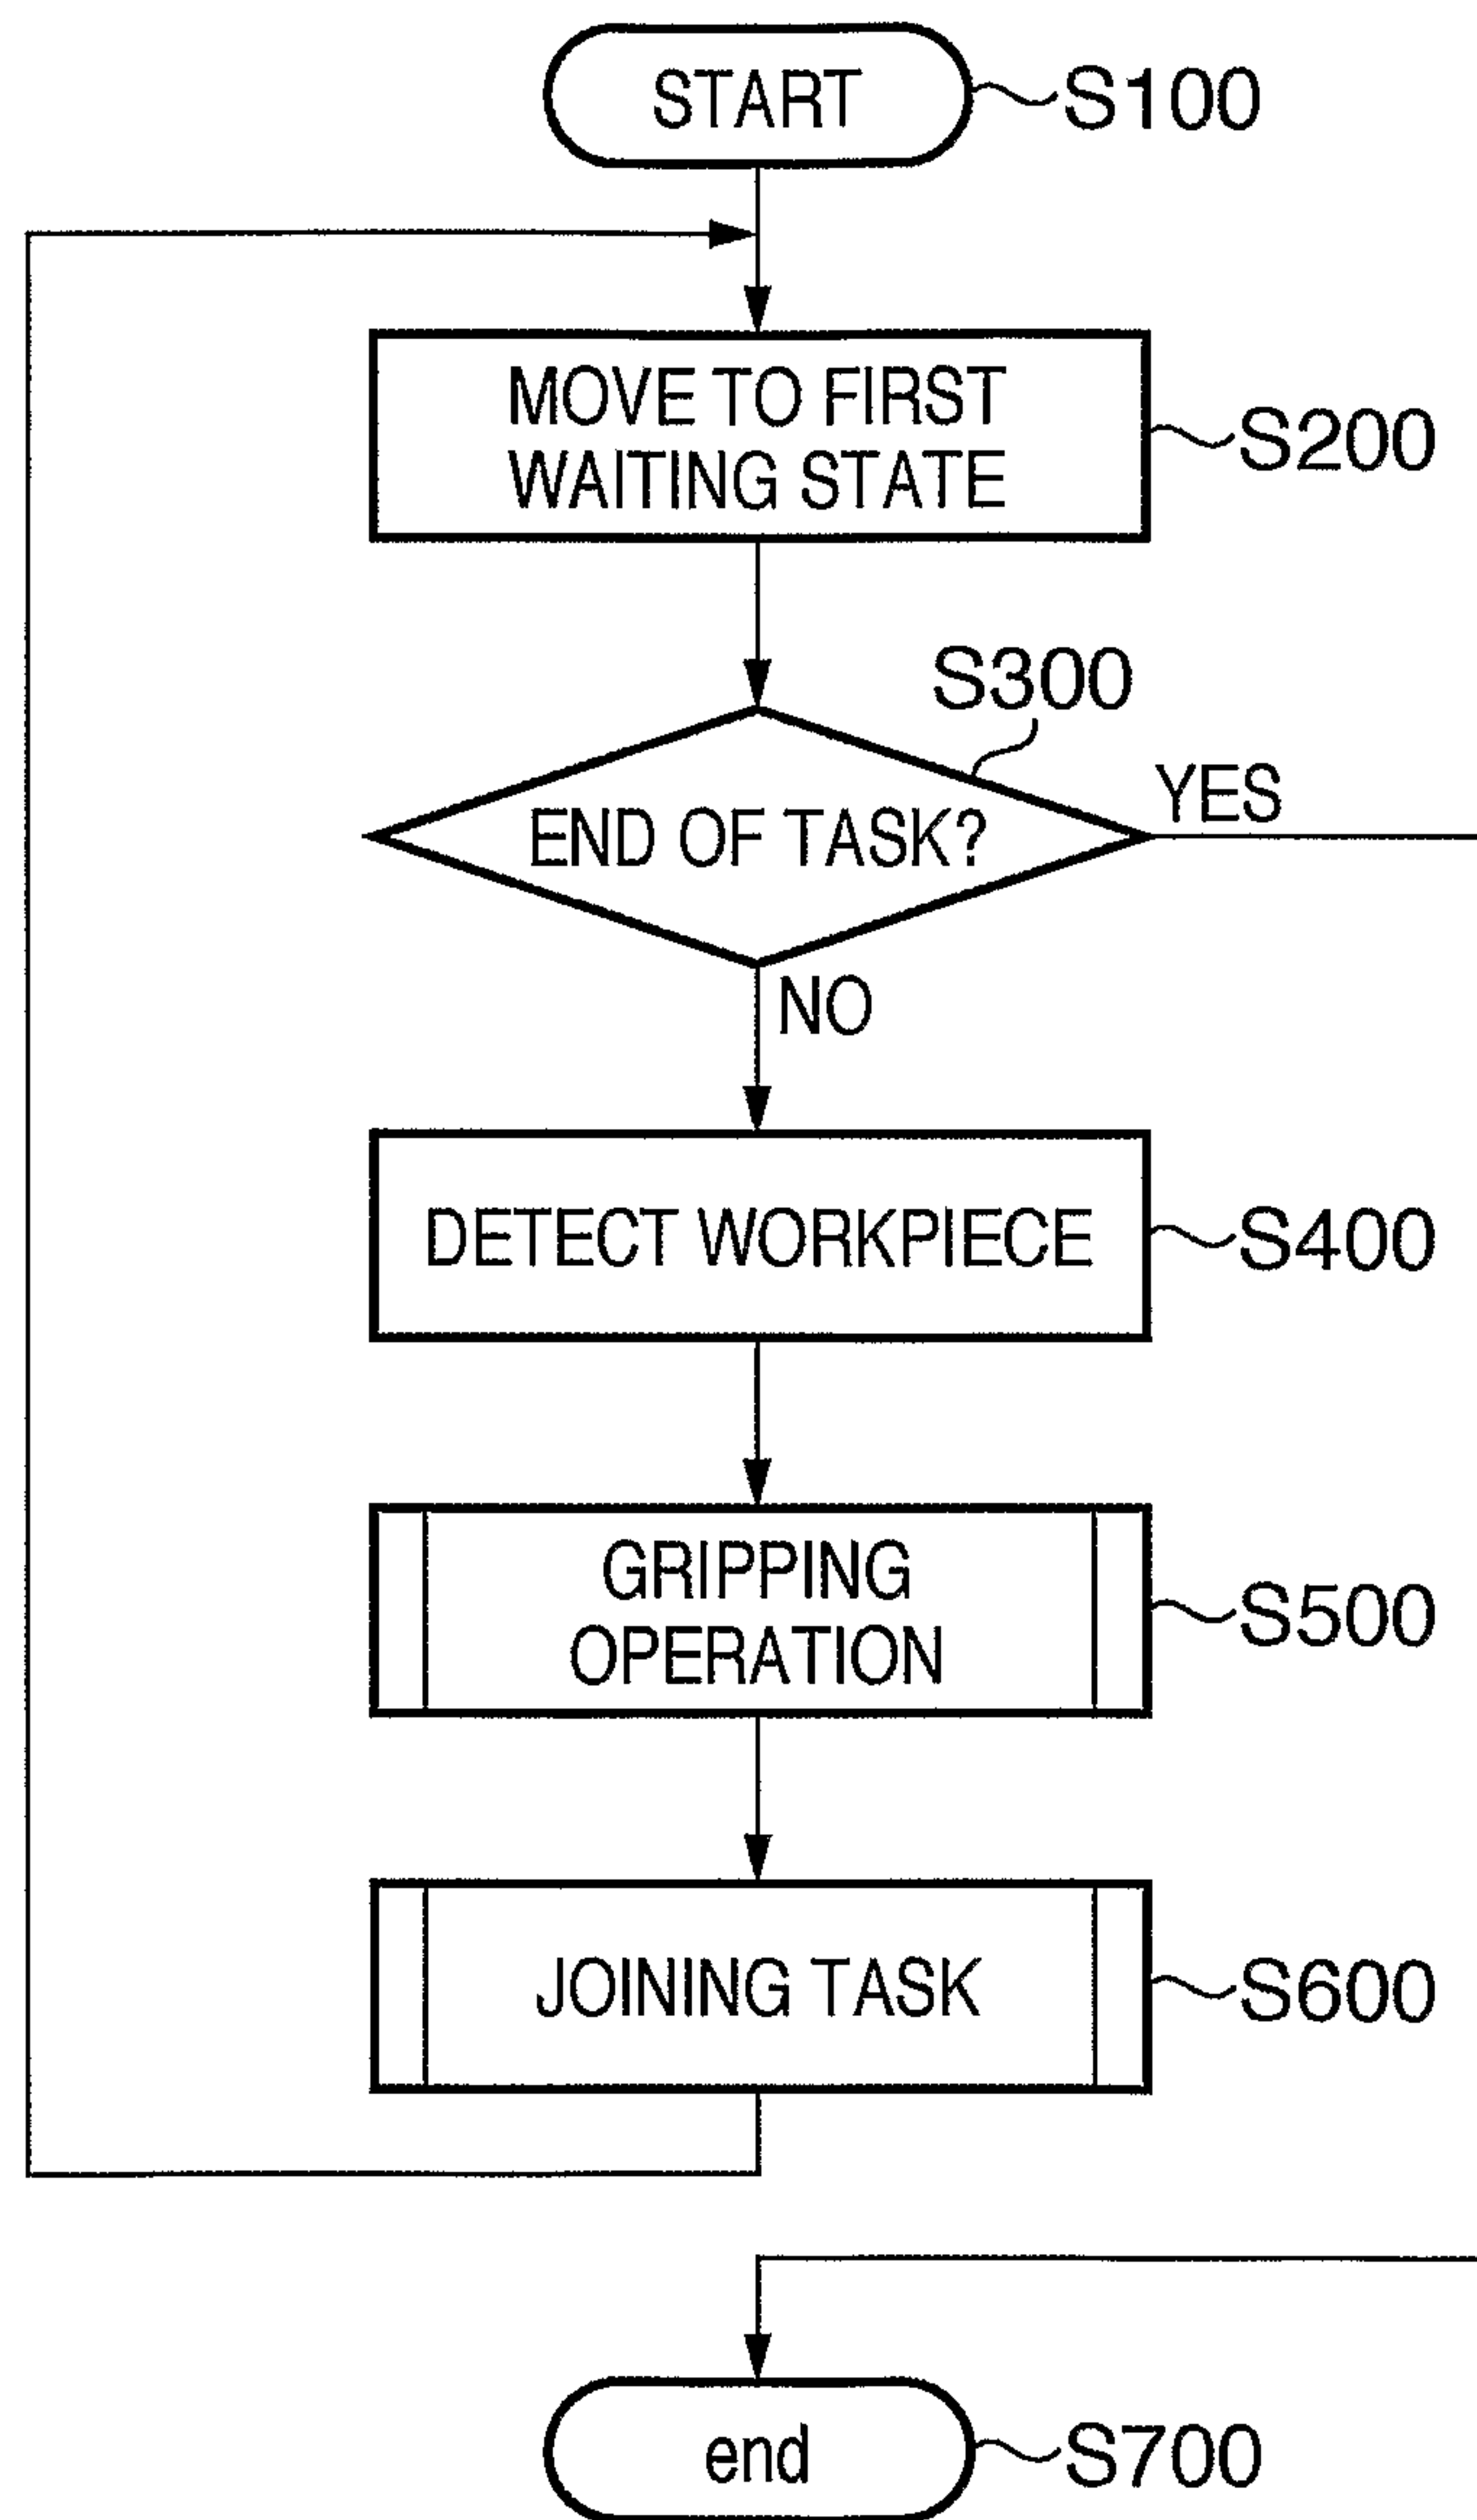 START
S100
MOVE TO FIRST
WAITING STATE
S200
S300
END OF TASK?
YES
NO
DETECT WORKPIECE
S400
GRIPPING
OPERATION
S500
JOINING TASK
S600
end
S700